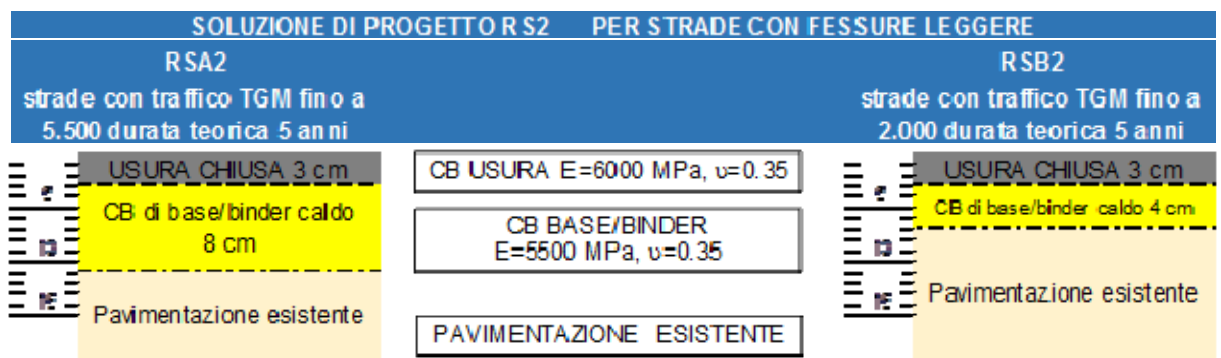 SOLUZIONE DI PROGETTO RS2 PER STRADE CON FESSURE LEGGERE
RSA2
strade con traffico TGM fino a
5.500 durata teorica 5 anni
RSB2
strade con traffico TGM fino a
2.000 durata teorica 5 anni
USURA CHIUSA 3 cm
CB di base/binder caldo
8 cm
Pavimentazione esistente
CB USURA E=6000 MPa, υ=0.35
CB BASE/BINDER
E=5500 MPa, υ=0.35
PAVIMENTAZIONE ESISTENTE
USURA CHIUSA 3 cm
CB di base/binder caldo 4 cm
Pavimentazione esistente